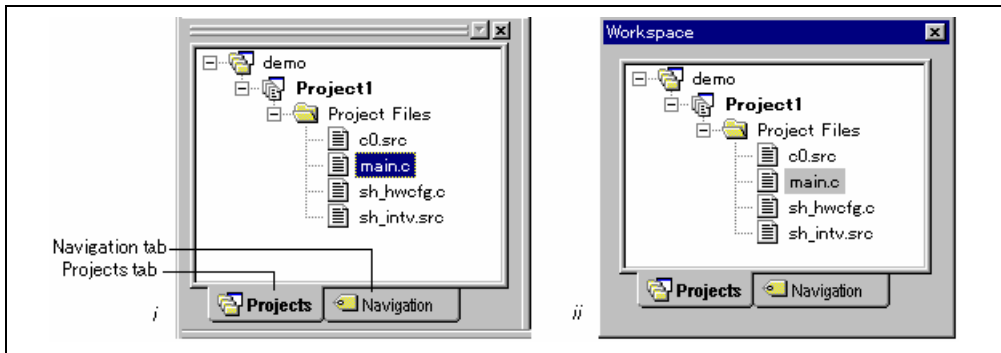 demo
Project1
Project Files
c0.src
main.c
sh_hwcfg.c
sh_intv.src
Navigation tab
Projects tab
Projects
Navigation
i
Workspace
demo
Project1
Project Files
c0.src
main.c
sh_hwcfg.c
sh_intv.src
Projects
Navigation
ii